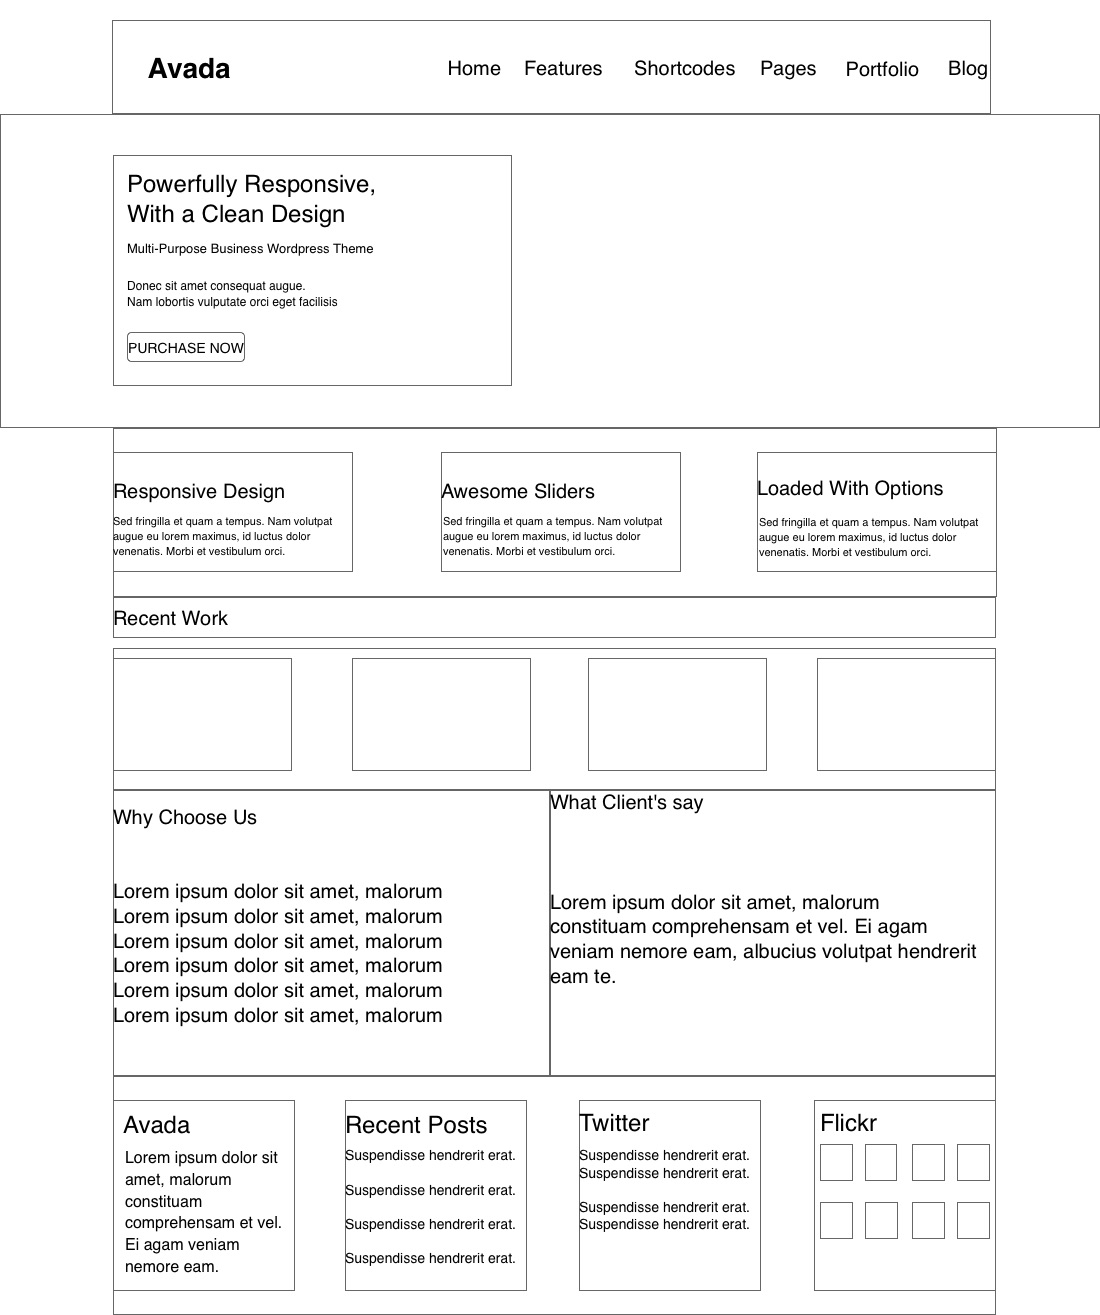 Avada
Home Features Shortcodes Pages Portfolio Blog
Powerfully Responsive,
With a Clean Design
Multi-Purpose Business Wordpress Theme
Donec sit amet consequat augue.
Nam lobortis vulputate orci eget facilisis
PURCHASE NOW
Responsive Design
Sed fringilla et quam a tempus. Nam volutpat
augue eu lorem maximus, id luctus dolor
venenatis. Morbi et vestibulum orci.
Awesome Sliders
Sed fringilla et quam a tempus. Nam volutpat
augue eu lorem maximus, id luctus dolor
venenatis. Morbi et vestibulum orci.
Loaded With Options
Sed fringilla et quam a tempus. Nam volutpat
augue eu lorem maximus, id luctus dolor
venenatis. Morbi et vestibulum orci.
Recent Work
Why Choose Us
Lorem ipsum dolor sit amet, malorum
Lorem ipsum dolor sit amet, malorum
Lorem ipsum dolor sit amet, malorum
Lorem ipsum dolor sit amet, malorum
Lorem ipsum dolor sit amet, malorum
Lorem ipsum dolor sit amet, malorum
What Client's say
Lorem ipsum dolor sit amet, malorum
constituam comprehensam et vel. Ei agam
veniam nemore eam, albucius volutpat hendrerit
eam te.
Avada
Lorem ipsum dolor sit
amet, malorum
constituam
comprehensam et vel.
Ei agam veniam
nemore eam.
Recent Posts
Suspendisse hendrerit erat.
Suspendisse hendrerit erat.
Suspendisse hendrerit erat.
Suspendisse hendrerit erat.
Twitter
Suspendisse hendrerit erat.
Suspendisse hendrerit erat.
Suspendisse hendrerit erat.
Suspendisse hendrerit erat.
Flickr